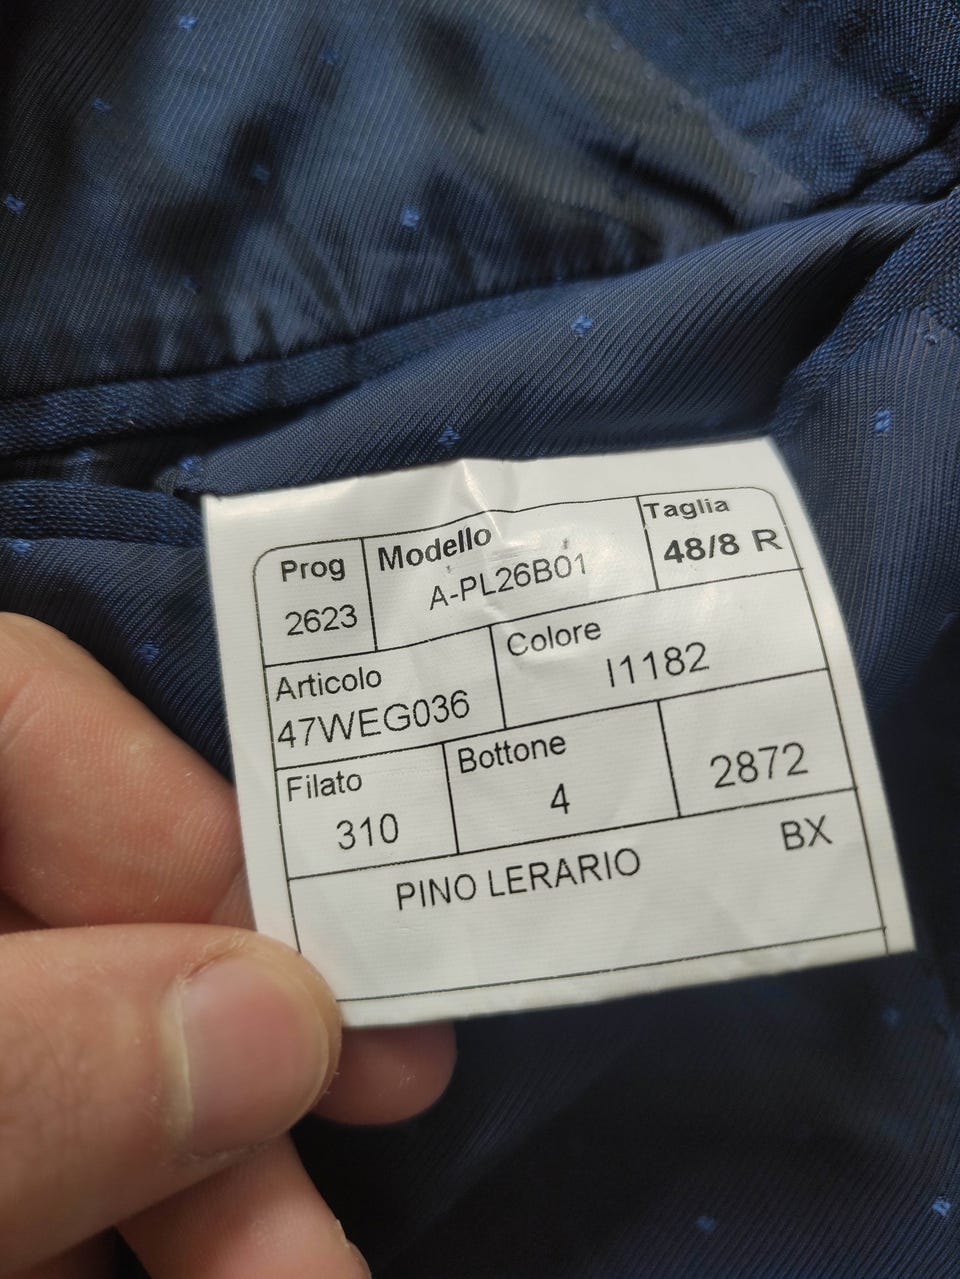 Prog Modello Taglia
2623 A-PL26B01 48/8 R
Articolo Colore
47WEG036 I1182
Filato Bottone
310 4 2872
PINO LERARIO BX